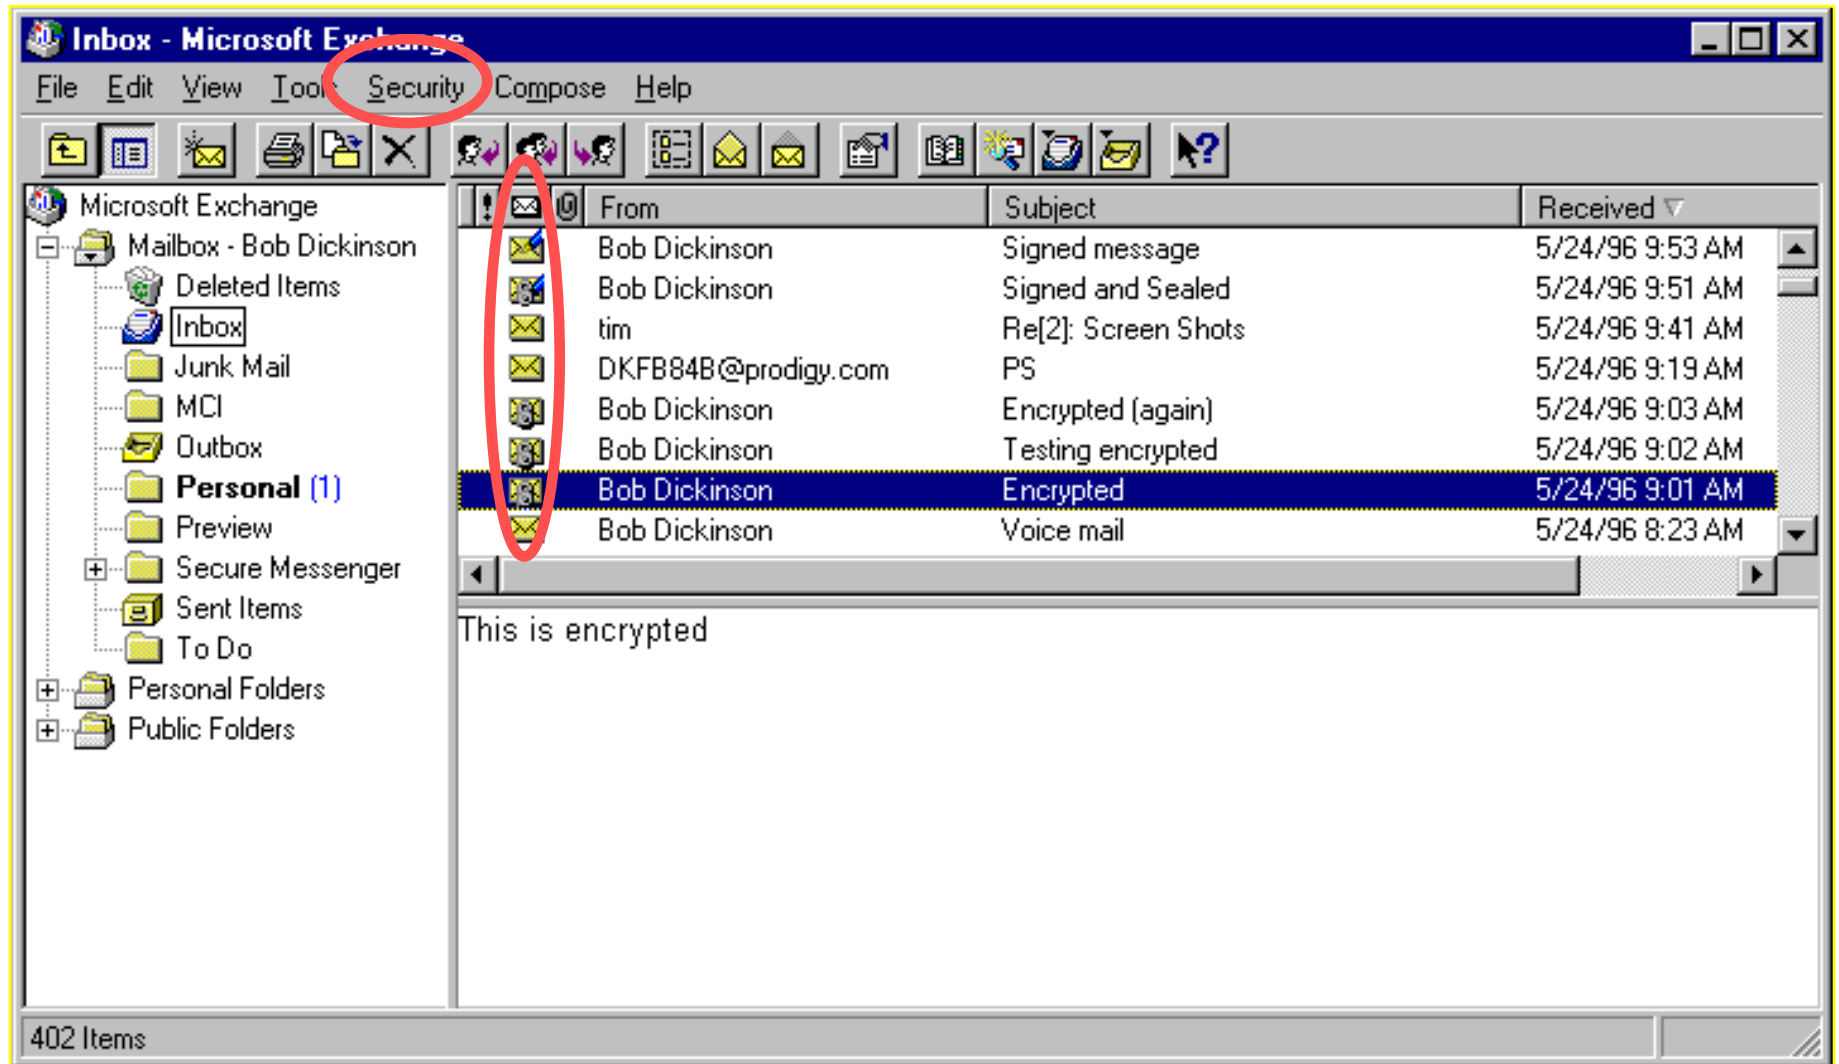 Inbox - Microsoft Exchange
File Edit View Tools Security Compose Help
Microsoft Exchange
Mailbox - Bob Dickinson
Deleted Items
Inbox
Junk Mail
MCI
Outbox
Personal (1)
Preview
Secure Messenger
Sent Items
To Do
Personal Folders
Public Folders
! From Subject Received
Bob Dickinson Signed message 5/24/96 9:53 AM
Bob Dickinson Signed and Sealed 5/24/96 9:51 AM
tim Re[2]: Screen Shots 5/24/96 9:41 AM
DKFB84B@prodigy.com PS 5/24/96 9:19 AM
Bob Dickinson Encrypted (again) 5/24/96 9:03 AM
Bob Dickinson Testing encrypted 5/24/96 9:02 AM
Bob Dickinson Encrypted 5/24/96 9:01 AM
Bob Dickinson Voice mail 5/24/96 8:23 AM
This is encrypted
402 Items